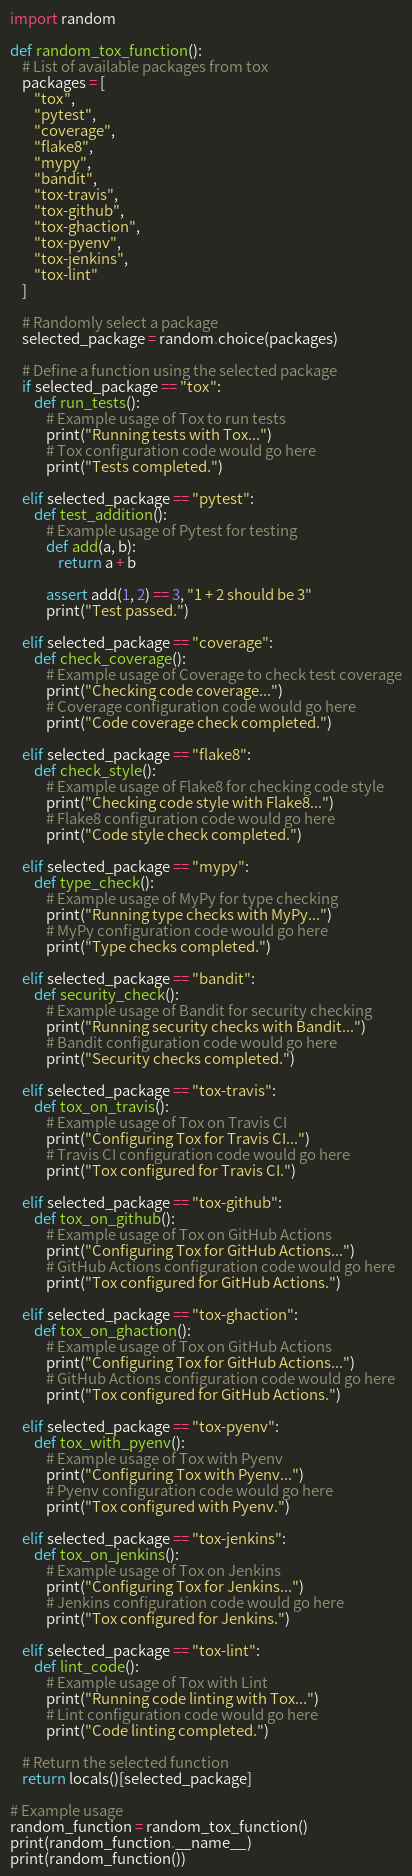 import random

def random_tox_function():
    # List of available packages from tox
    packages = [
        "tox",
        "pytest",
        "coverage",
        "flake8",
        "mypy",
        "bandit",
        "tox-travis",
        "tox-github",
        "tox-ghaction",
        "tox-pyenv",
        "tox-jenkins",
        "tox-lint"
    ]

    # Randomly select a package
    selected_package = random.choice(packages)

    # Define a function using the selected package
    if selected_package == "tox":
        def run_tests():
            # Example usage of Tox to run tests
            print("Running tests with Tox...")
            # Tox configuration code would go here
            print("Tests completed.")

    elif selected_package == "pytest":
        def test_addition():
            # Example usage of Pytest for testing
            def add(a, b):
                return a + b

            assert add(1, 2) == 3, "1 + 2 should be 3"
            print("Test passed.")

    elif selected_package == "coverage":
        def check_coverage():
            # Example usage of Coverage to check test coverage
            print("Checking code coverage...")
            # Coverage configuration code would go here
            print("Code coverage check completed.")

    elif selected_package == "flake8":
        def check_style():
            # Example usage of Flake8 for checking code style
            print("Checking code style with Flake8...")
            # Flake8 configuration code would go here
            print("Code style check completed.")

    elif selected_package == "mypy":
        def type_check():
            # Example usage of MyPy for type checking
            print("Running type checks with MyPy...")
            # MyPy configuration code would go here
            print("Type checks completed.")

    elif selected_package == "bandit":
        def security_check():
            # Example usage of Bandit for security checking
            print("Running security checks with Bandit...")
            # Bandit configuration code would go here
            print("Security checks completed.")

    elif selected_package == "tox-travis":
        def tox_on_travis():
            # Example usage of Tox on Travis CI
            print("Configuring Tox for Travis CI...")
            # Travis CI configuration code would go here
            print("Tox configured for Travis CI.")

    elif selected_package == "tox-github":
        def tox_on_github():
            # Example usage of Tox on GitHub Actions
            print("Configuring Tox for GitHub Actions...")
            # GitHub Actions configuration code would go here
            print("Tox configured for GitHub Actions.")

    elif selected_package == "tox-ghaction":
        def tox_on_ghaction():
            # Example usage of Tox on GitHub Actions
            print("Configuring Tox for GitHub Actions...")
            # GitHub Actions configuration code would go here
            print("Tox configured for GitHub Actions.")

    elif selected_package == "tox-pyenv":
        def tox_with_pyenv():
            # Example usage of Tox with Pyenv
            print("Configuring Tox with Pyenv...")
            # Pyenv configuration code would go here
            print("Tox configured with Pyenv.")

    elif selected_package == "tox-jenkins":
        def tox_on_jenkins():
            # Example usage of Tox on Jenkins
            print("Configuring Tox for Jenkins...")
            # Jenkins configuration code would go here
            print("Tox configured for Jenkins.")

    elif selected_package == "tox-lint":
        def lint_code():
            # Example usage of Tox with Lint
            print("Running code linting with Tox...")
            # Lint configuration code would go here
            print("Code linting completed.")

    # Return the selected function
    return locals()[selected_package]

# Example usage
random_function = random_tox_function()
print(random_function.__name__)
print(random_function())